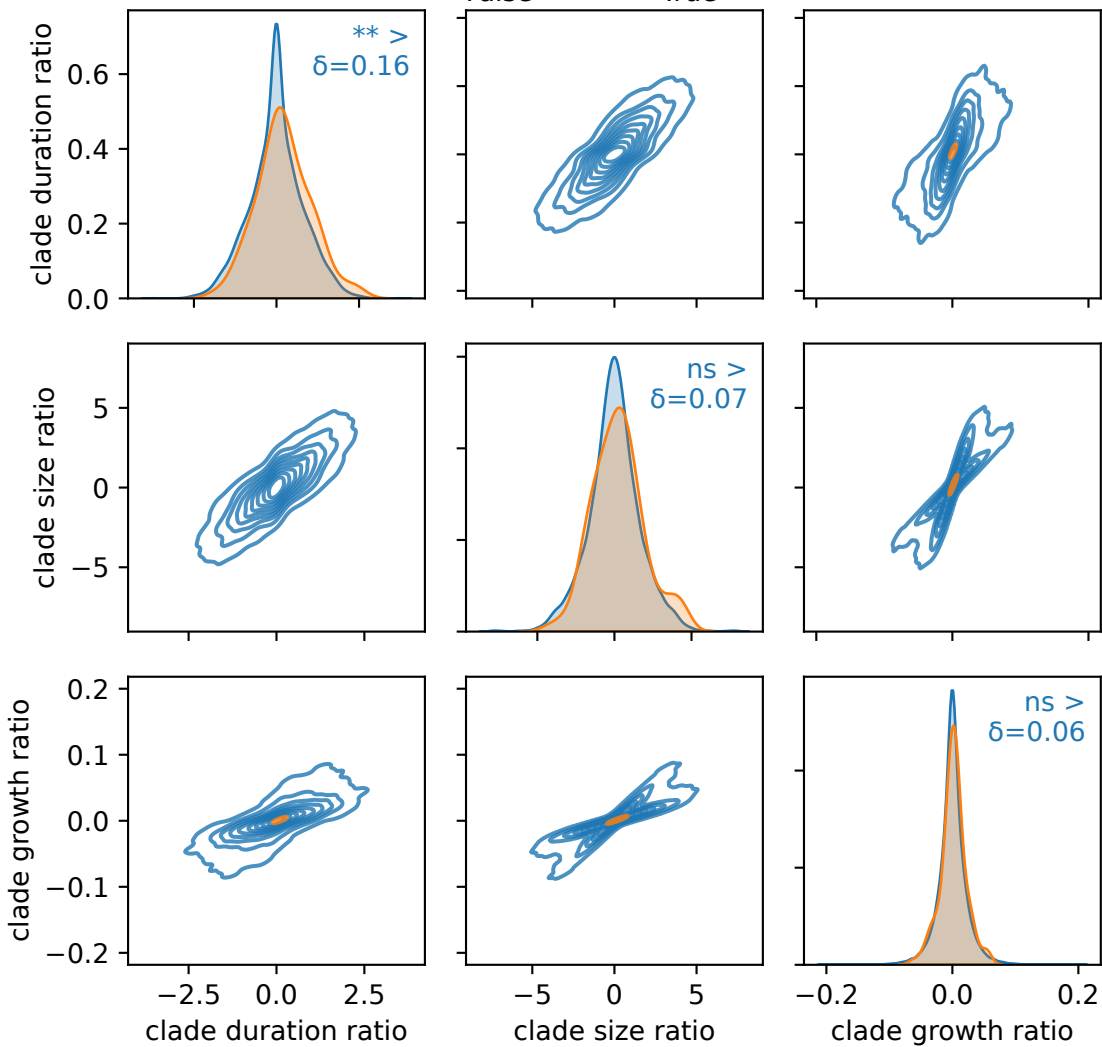 clade duration ratio
0.6
0.4
0.2
0.0
** >
δ=0.16
clade size ratio
5
0
−5
ns >
δ=0.07
clade growth ratio
0.2
0.1
0.0
−0.1
−0.2
ns >
δ=0.06
−2.5 0.0 2.5
−5 0 5
−0.2 0.0 0.2
clade duration ratio
clade size ratio
clade growth ratio